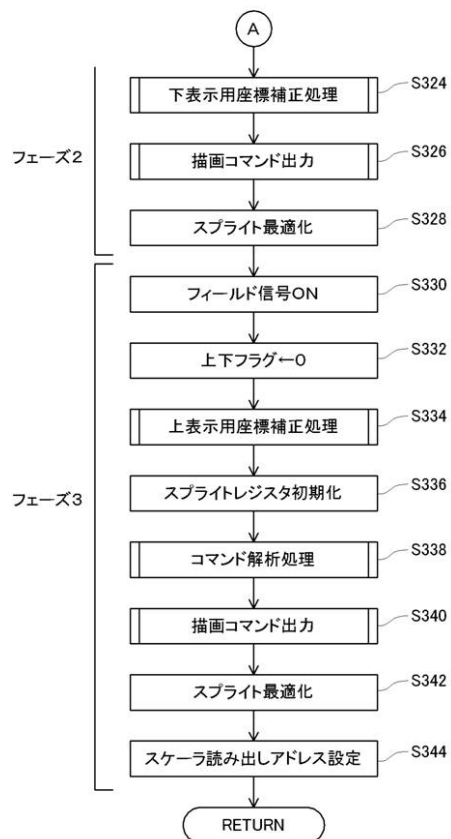 A
下表示用座標補正処理
S324
フェーズ2
描画コマンド出力
S326
スプライト最適化
S328
フィールド信号ON
S330
上下フラグ←0
S332
上表示用座標補正処理
S334
フェーズ3
スプライトレジスタ初期化
S336
コマンド解析処理
S338
描画コマンド出力
S340
スプライト最適化
S342
スケーラ読み出しアドレス設定
S344
RETURN